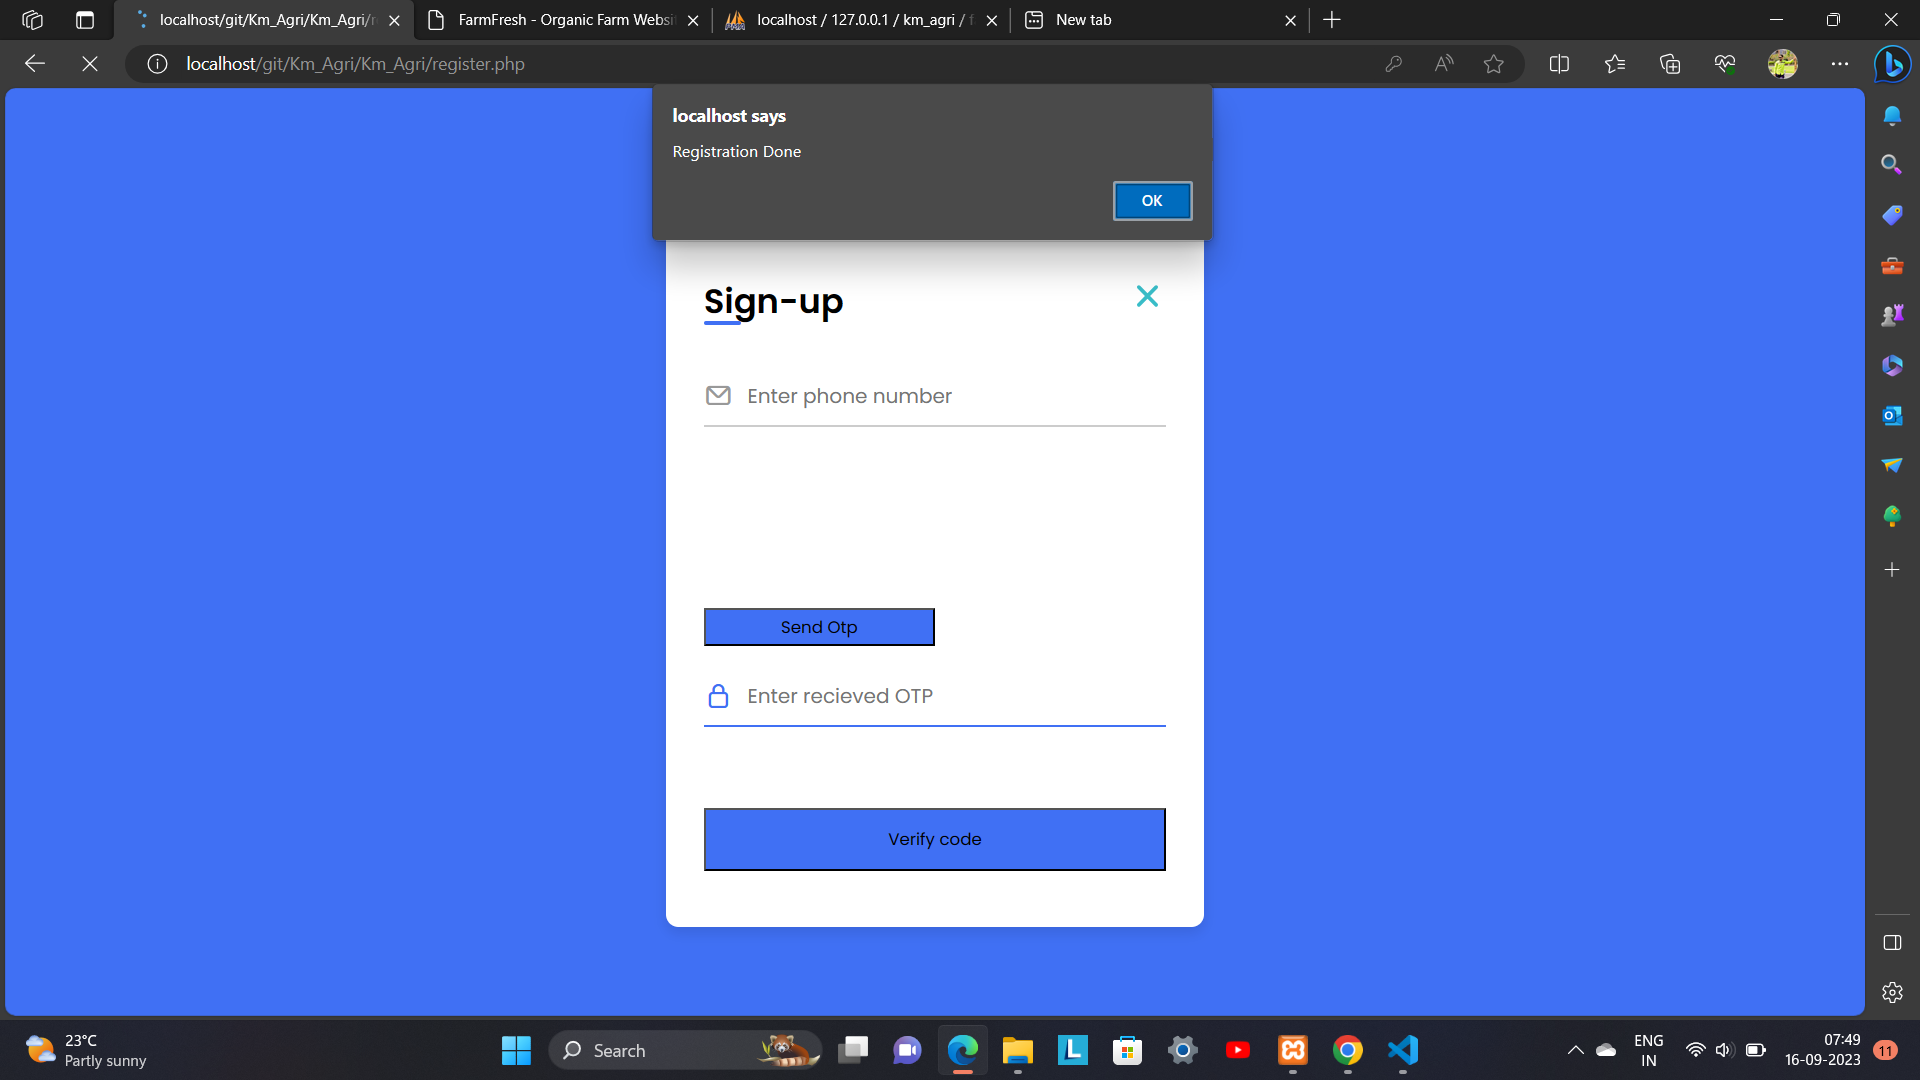 localhost/git/Km_Agri/Km_Agri/r
FarmFresh - Organic Farm Websi
localhost / 127.0.0.1 / km_agri / f
New tab
localhost/git/Km_Agri/Km_Agri/register.php
localhost says
Registration Done
OK
Sign-up
Enter phone number
Send Otp
Enter recieved OTP
Verify code
23°C
Partly sunny
Search
ENG
IN
07:49
16-09-2023
11